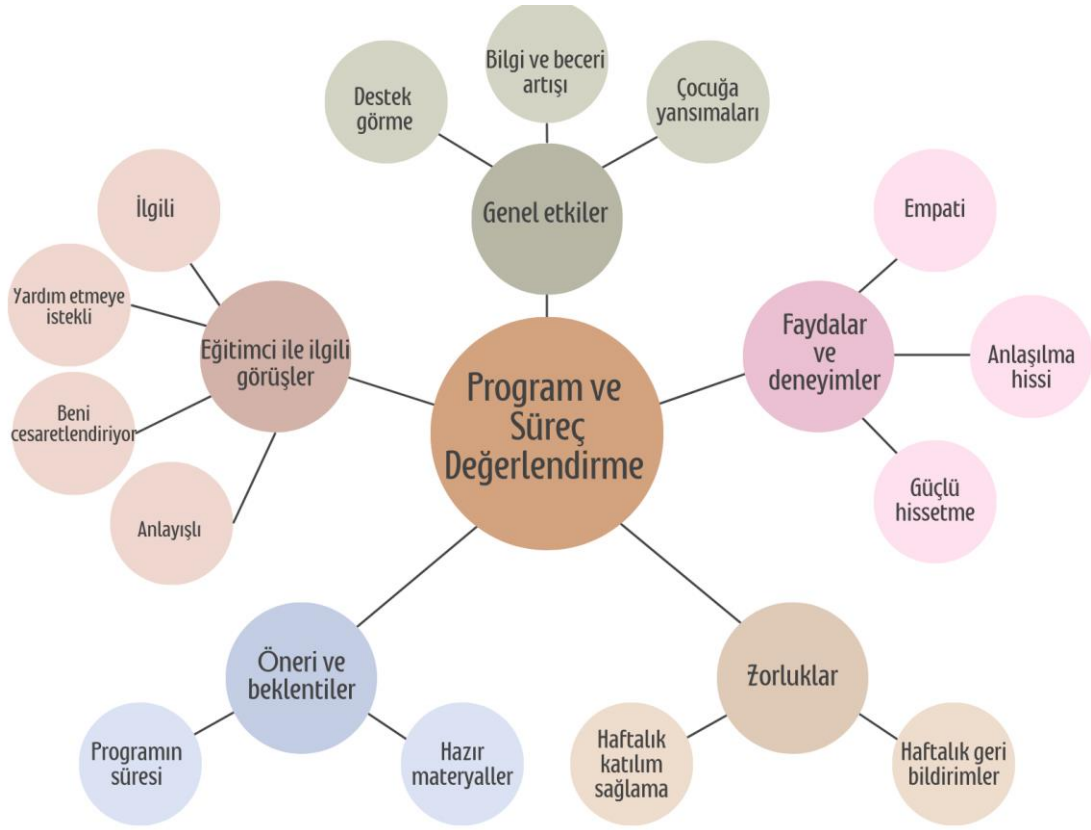 Bilgi ve beceri
artışı
Destek
görme
Çocuğa
yansımaları
Genel etkiler
İlgili
Yardım etmeye
istekli
Eğitimci ile ilgili
görüşler
Beni
cesaretlendiriyor
Anlayışlı
Program ve
Süreç
Değerlendirme
Faydalar
ve
deneyimler
Empati
Anlaşılma
hissi
Güçlü
hissetme
Öneri ve
beklentiler
Programın
süresi
Hazır
materyaller
Zorluklar
Haftalık
katılım
sağlama
Haftalık geri
bildirimler